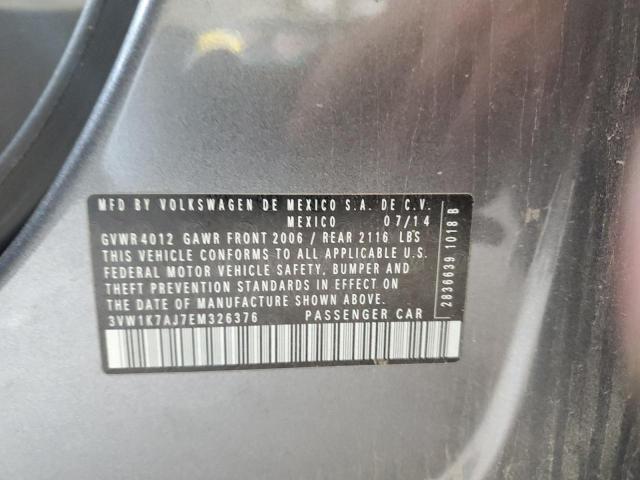 MFD BY VOLKSWAGEN DE MEXICO S.A. DE C.V.
MEXICO 07/14
GVWR 4012 GAWR FRONT 2006 / REAR 2116 LBS
THIS VEHICLE CONFORMS TO ALL APPLICABLE U.S.
FEDERAL MOTOR VEHICLE SAFETY, BUMPER AND
THEFT PREVENTION STANDARDS IN EFFECT ON
THE DATE OF MANUFACTURE SHOWN ABOVE.
3VW1K7AJ7EM326376 PASSENGER CAR
2836639 1018 B